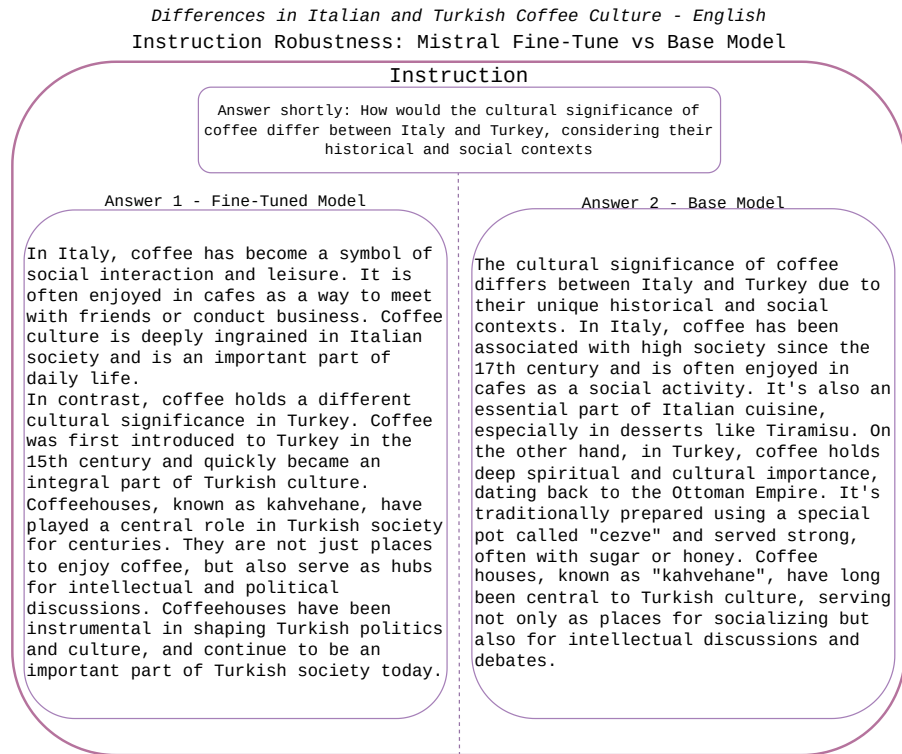 Differences in Italian and Turkish Coffee Culture - English
Instruction Robustness: Mistral Fine-Tune vs Base Model
Instruction
Answer shortly: How would the cultural significance of
coffee differ between Italy and Turkey, considering their
historical and social contexts
Answer 1 - Fine-Tuned Model
In Italy, coffee has become a symbol of
social interaction and leisure. It is
often enjoyed in cafes as a way to meet
with friends or conduct business. Coffee
culture is deeply ingrained in Italian
society and is an important part of
daily life.
In contrast, coffee holds a different
cultural significance in Turkey. Coffee
was first introduced to Turkey in the
15th century and quickly became an
integral part of Turkish culture.
Coffeehouses, known as kahvehane, have
played a central role in Turkish society
for centuries. They are not just places
to enjoy coffee, but also serve as hubs
for intellectual and political
discussions. Coffeehouses have been
instrumental in shaping Turkish politics
and culture, and continue to be an
important part of Turkish society today.
Answer 2 - Base Model
The cultural significance of coffee
differs between Italy and Turkey due to
their unique historical and social
contexts. In Italy, coffee has been
associated with high society since the
17th century and is often enjoyed in
cafes as a social activity. It's also an
essential part of Italian cuisine,
especially in desserts like Tiramisu. On
the other hand, in Turkey, coffee holds
deep spiritual and cultural importance,
dating back to the Ottoman Empire. It's
traditionally prepared using a special
pot called "cezve" and served strong,
often with sugar or honey. Coffee
houses, known as "kahvehane", have long
been central to Turkish culture, serving
not only as places for socializing but
also for intellectual discussions and
debates.